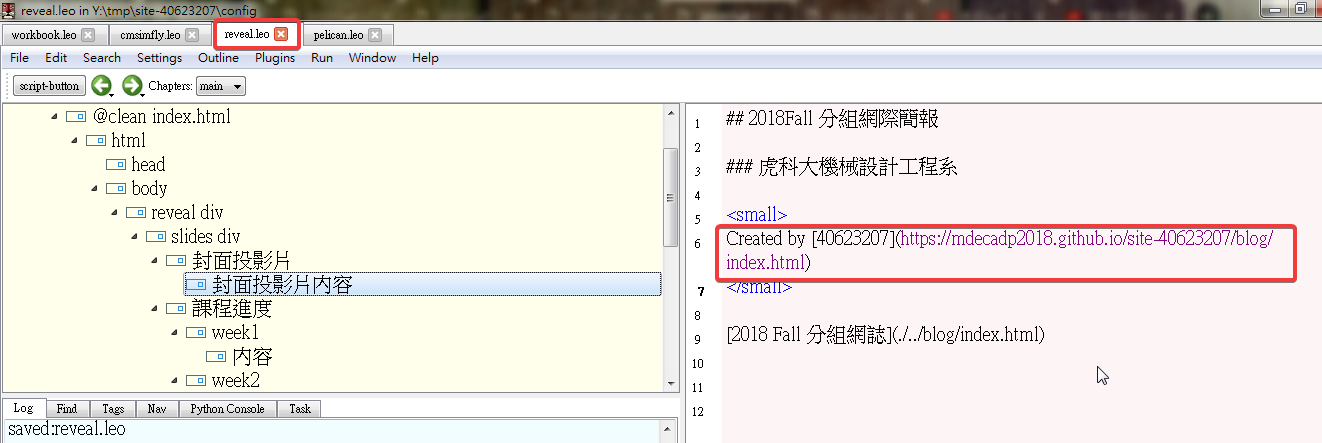 reveal.leo in Y:\tmp\site-40623207\config
workbook.leo cmsimfly.leo reveal.leo pelican.leo
File Edit Search Settings Outline Plugins Run Window Help
script-button Chapters: main
@clean index.html
html
head
body
reveal div
slides div
封面投影片
封面投影片内容
課程進度
week1
内容
week2
1 ## 2018Fall 分組網際簡報
2
3 ### 虎科大機械設計工程系
4
5 <small>
6 Created by [40623207](https://mdecadp2018.github.io/site-40623207/blog/
index.html)
7 </small>
8
9 [2018 Fall 分組網誌](./../blog/index.html)
10
11
12
Log Find Tags Nav Python Console Task
saved:reveal.leo